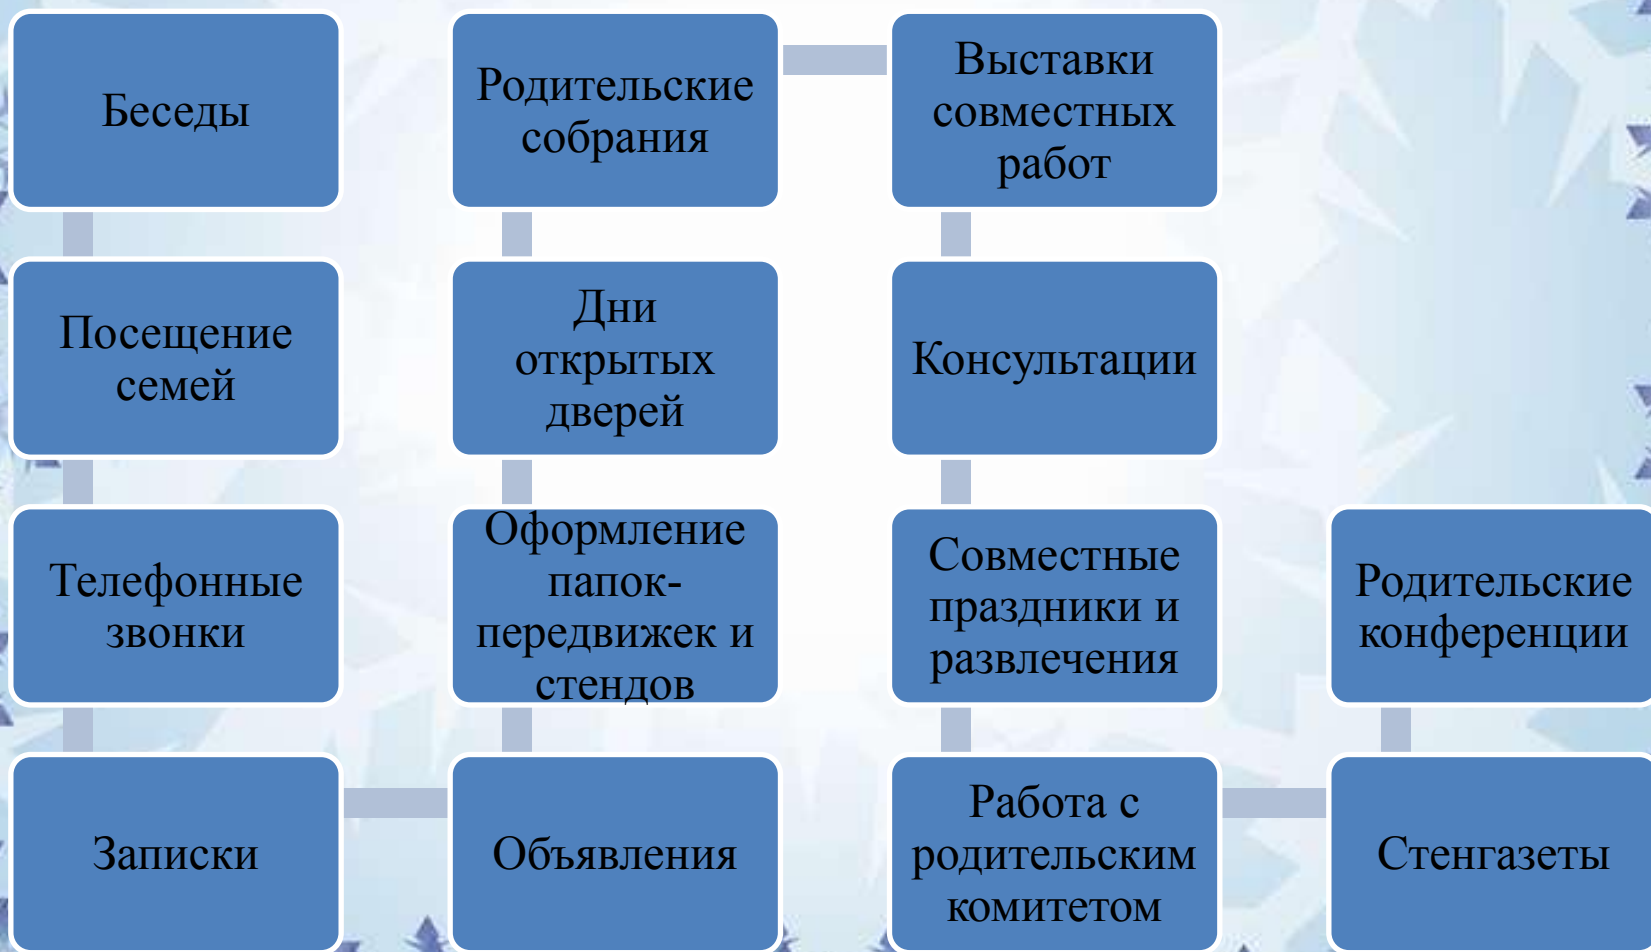 Беседы
Посещение
семей
Телефонные
звонки
Записки
Объявления
Оформление
папок-
передвижек и
стендов
Дни
открытых
дверей
Родительские
собрания
Выставки
совместных
работ
Консультации
Совместные
праздники и
развлечения
Работа с
родительским
комитетом
Стенгазеты
Родительские
конференции